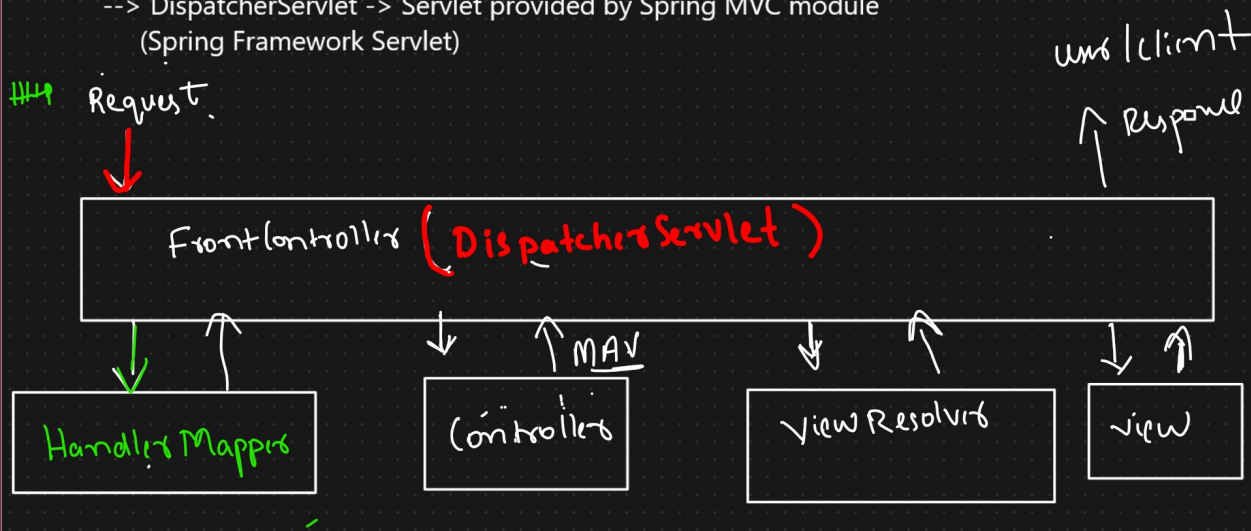 --> DispatcherServlet -> Servlet provided by Spring MVC module
(Spring Framework Servlet)
user/client
Request.
Response
FrontController (DispatcherServlet)
MAV
HandlerMapper
Controller
ViewResolver
view